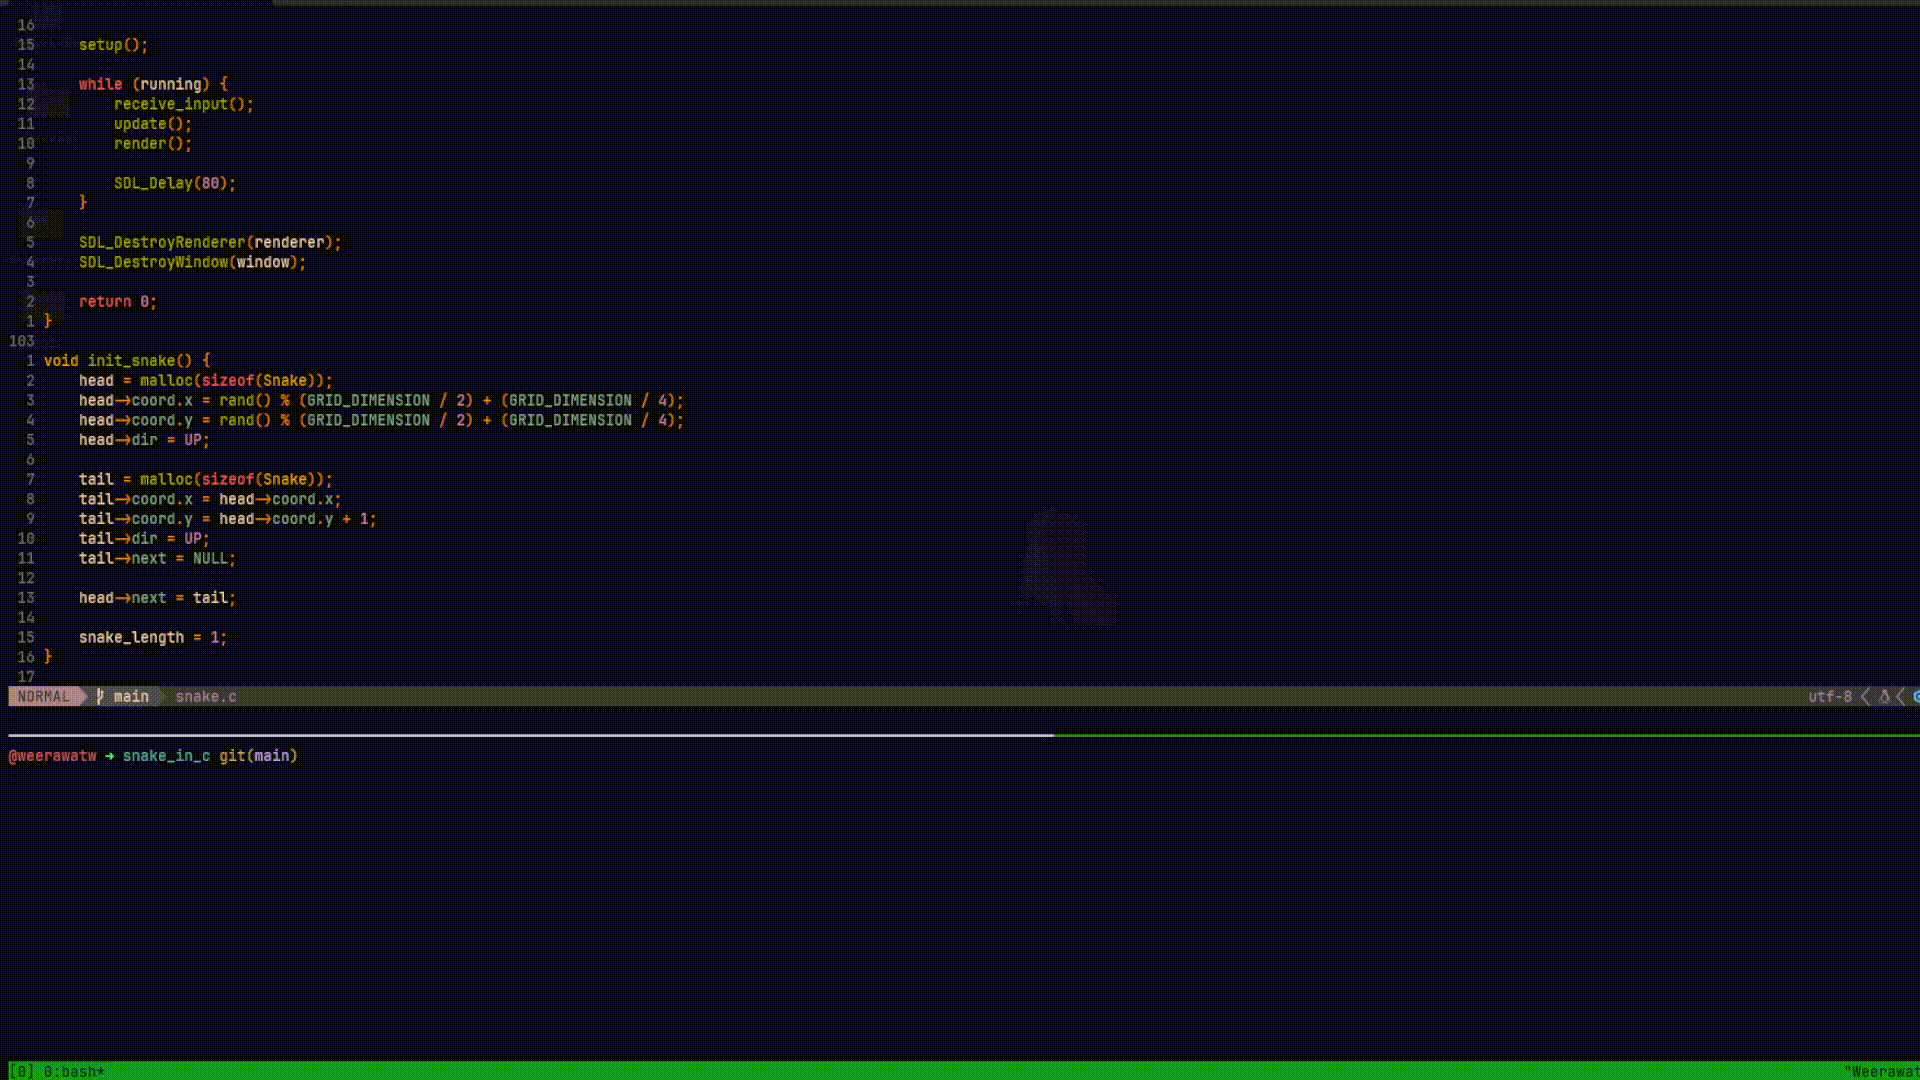 16
15     setup();
14
13     while (running) {
12         receive_input();
11         update();
10         render();
9
8         SDL_Delay(80);
7     }
6
5     SDL_DestroyRenderer(renderer);
4     SDL_DestroyWindow(window);
3
2     return 0;
1 }
103
1 void init_snake() {
2     head = malloc(sizeof(Snake));
3     head->coord.x = rand() % (GRID_DIMENSION / 2) + (GRID_DIMENSION / 4);
4     head->coord.y = rand() % (GRID_DIMENSION / 2) + (GRID_DIMENSION / 4);
5     head->dir = UP;
6
7     tail = malloc(sizeof(Snake));
8     tail->coord.x = head->coord.x;
9     tail->coord.y = head->coord.y + 1;
10     tail->dir = UP;
11     tail->next = NULL;
12
13     head->next = tail;
14
15     snake_length = 1;
16 }
17
NORMAL main snake.c utf-8
@weerawatw → snake_in_c git(main)
[0] 0:bash* "Weerawat